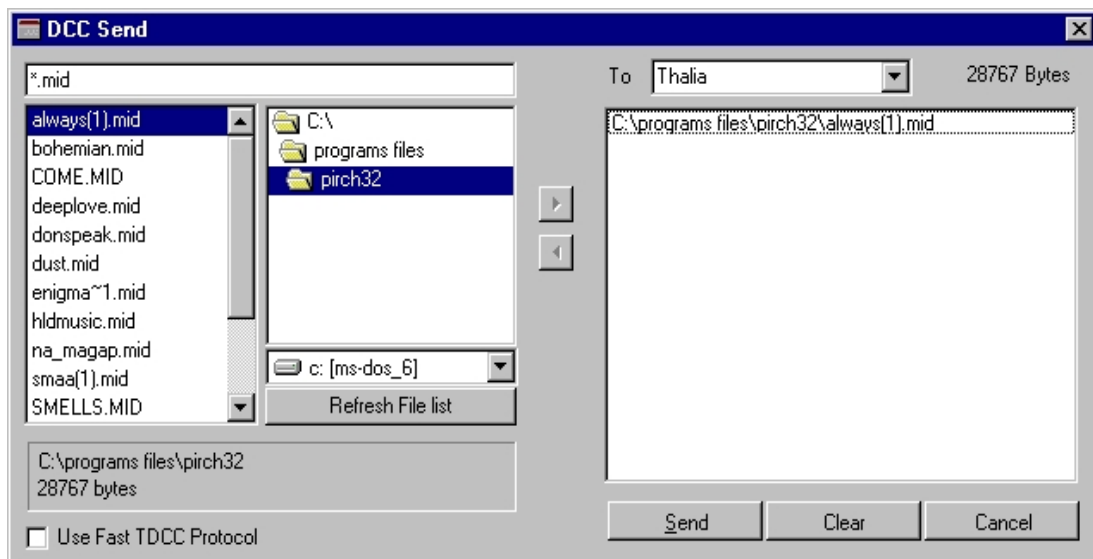 DCC Send
*.mid
To Thalia 28767 Bytes
always(1).mid
bohemian.mid
COME.MID
deeplove.mid
donspeak.mid
dust.mid
enigma~1.mid
hldmusic.mid
na_magap.mid
smaa(1).mid
SMELLS.MID
C:\
programs files
pirch32
c: [ms-dos_6]
Refresh File list
C:\programs files\pirch32
28767 bytes
Use Fast TDCC Protocol
C:\programs files\pirch32\always(1).mid
Send Clear Cancel